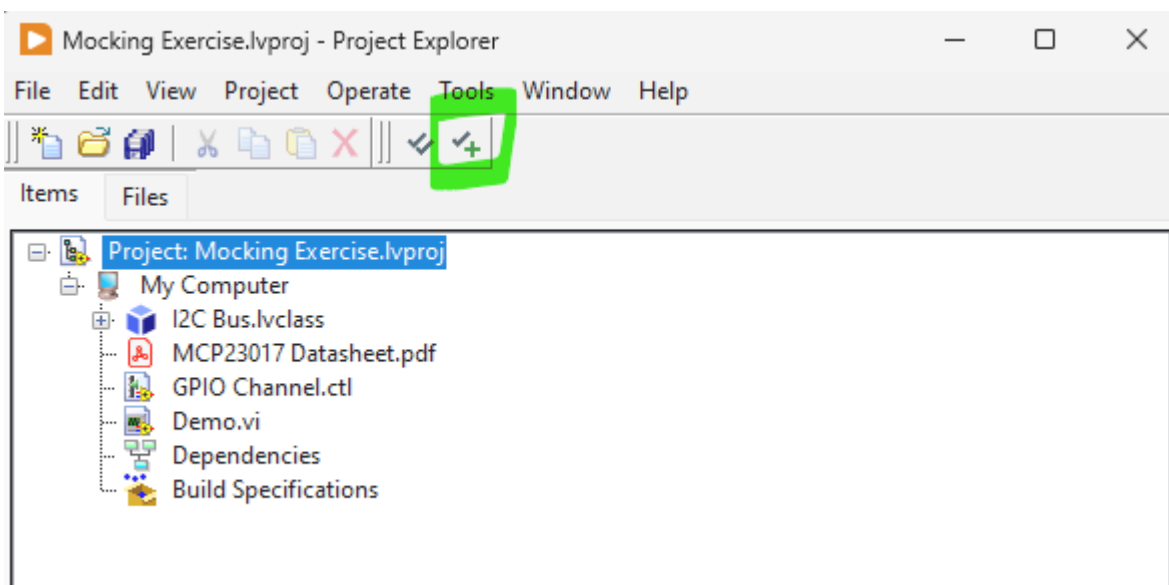 Mocking Exercise.lvproj - Project Explorer
File Edit View Project Operate Tools Window Help
Items Files
Project: Mocking Exercise.lvproj
My Computer
I2C Bus.lvclass
MCP23017 Datasheet.pdf
GPIO Channel.ctl
Demo.vi
Dependencies
Build Specifications